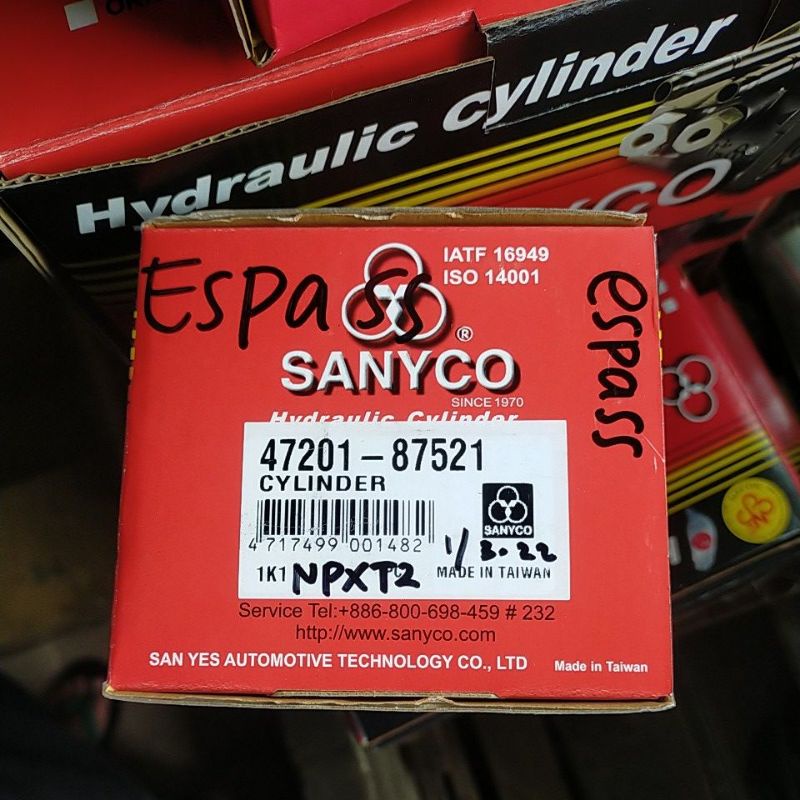 Hydraulic Cylinder
IATF 16949
ISO 14001
Espass
espass
®
SANYCO
SINCE 1970
Hydraulic Cylinder
47201-87521
CYLINDER
SANYCO
4 717499 001482
1/3.22
1K1
NPXT2
MADE IN TAIWAN
Service Tel:+886-800-698-459 # 232
http://www.sanyco.com
SAN YES AUTOMOTIVE TECHNOLOGY CO., LTD
Made in Taiwan